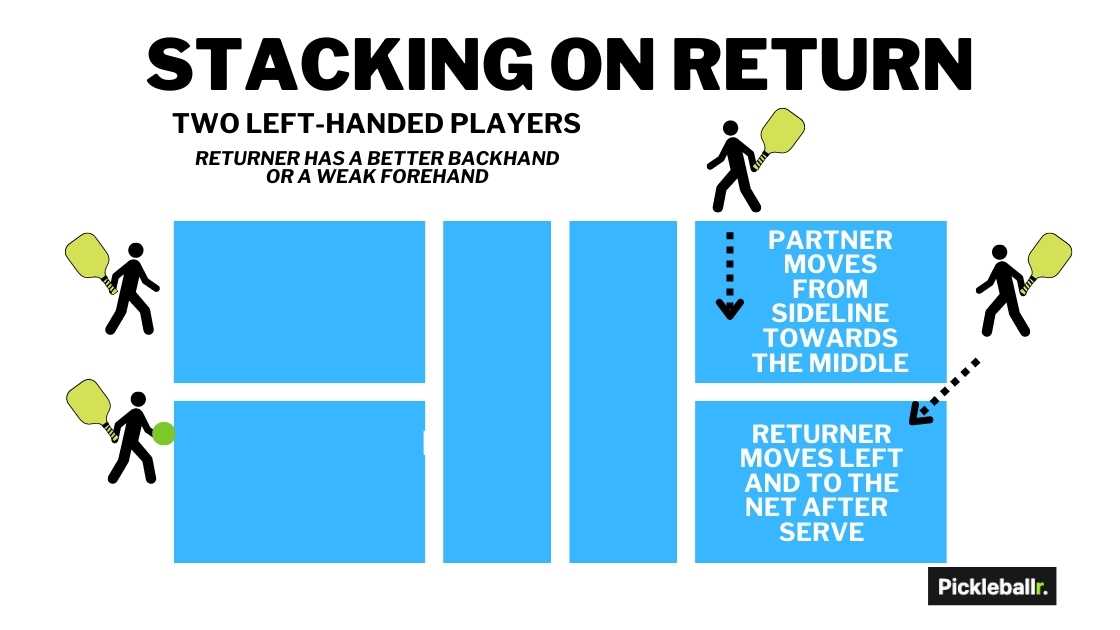 STACKING ON RETURN
TWO LEFT-HANDED PLAYERS
RETURNER HAS A BETTER BACKHAND
OR A WEAK FOREHAND
PARTNER
MOVES
FROM
SIDELINE
TOWARDS
THE MIDDLE
RETURNER
MOVES LEFT
AND TO THE
NET AFTER
SERVE
Pickleballr.